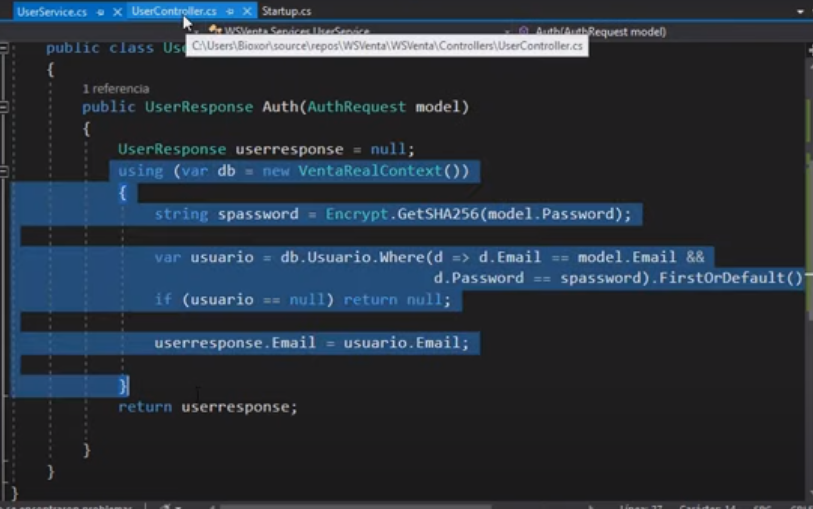 UserService.cs UserController.cs Startup.cs
WSVenta.Services.UserService Auth(AuthRequest model)
C:\Users\Bioxor\source\repos\WSVenta\WSVenta\Controllers\UserController.cs
public class
{
1 referencia
public UserResponse Auth(AuthRequest model)
{
UserResponse userresponse = null;
using (var db = new VentaRealContext())
{
string spassword = Encrypt.GetSHA256(model.Password);
var usuario = db.Usuario.Where(d => d.Email == model.Email &&
d.Password == spassword).FirstOrDefault()
if (usuario == null) return null;
userresponse.Email = usuario.Email;
}
return userresponse;
}
}
}